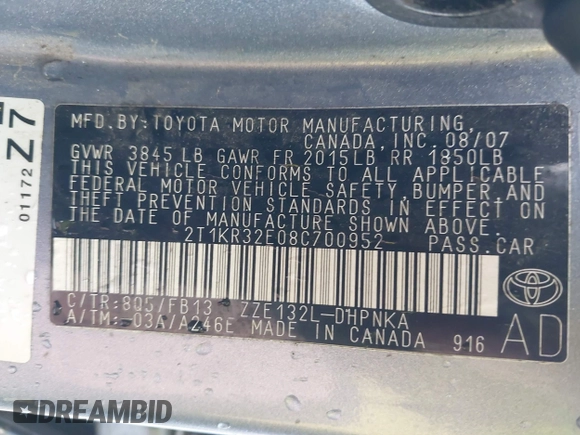 MFD. BY: TOYOTA MOTOR MANUFACTURING,
CANADA, INC. 08/07
GVWR 3845 LB GAWR FR 2015LB RR 1850LB
THIS VEHICLE CONFORMS TO ALL APPLICABLE
FEDERAL MOTOR VEHICLE SAFETY, BUMPER, AND
THEFT PREVENTION STANDARDS IN EFFECT ON
THE DATE OF MANUFACTURE SHOWN ABOVE.
2T1KR32E08C700952 PASS. CAR
C/TR: 8Q5/FB13 ZZE132L-DHPNKA
A/TM: -03A/A246E MADE IN CANADA 916
AD
01172
Z7
DREAMBID